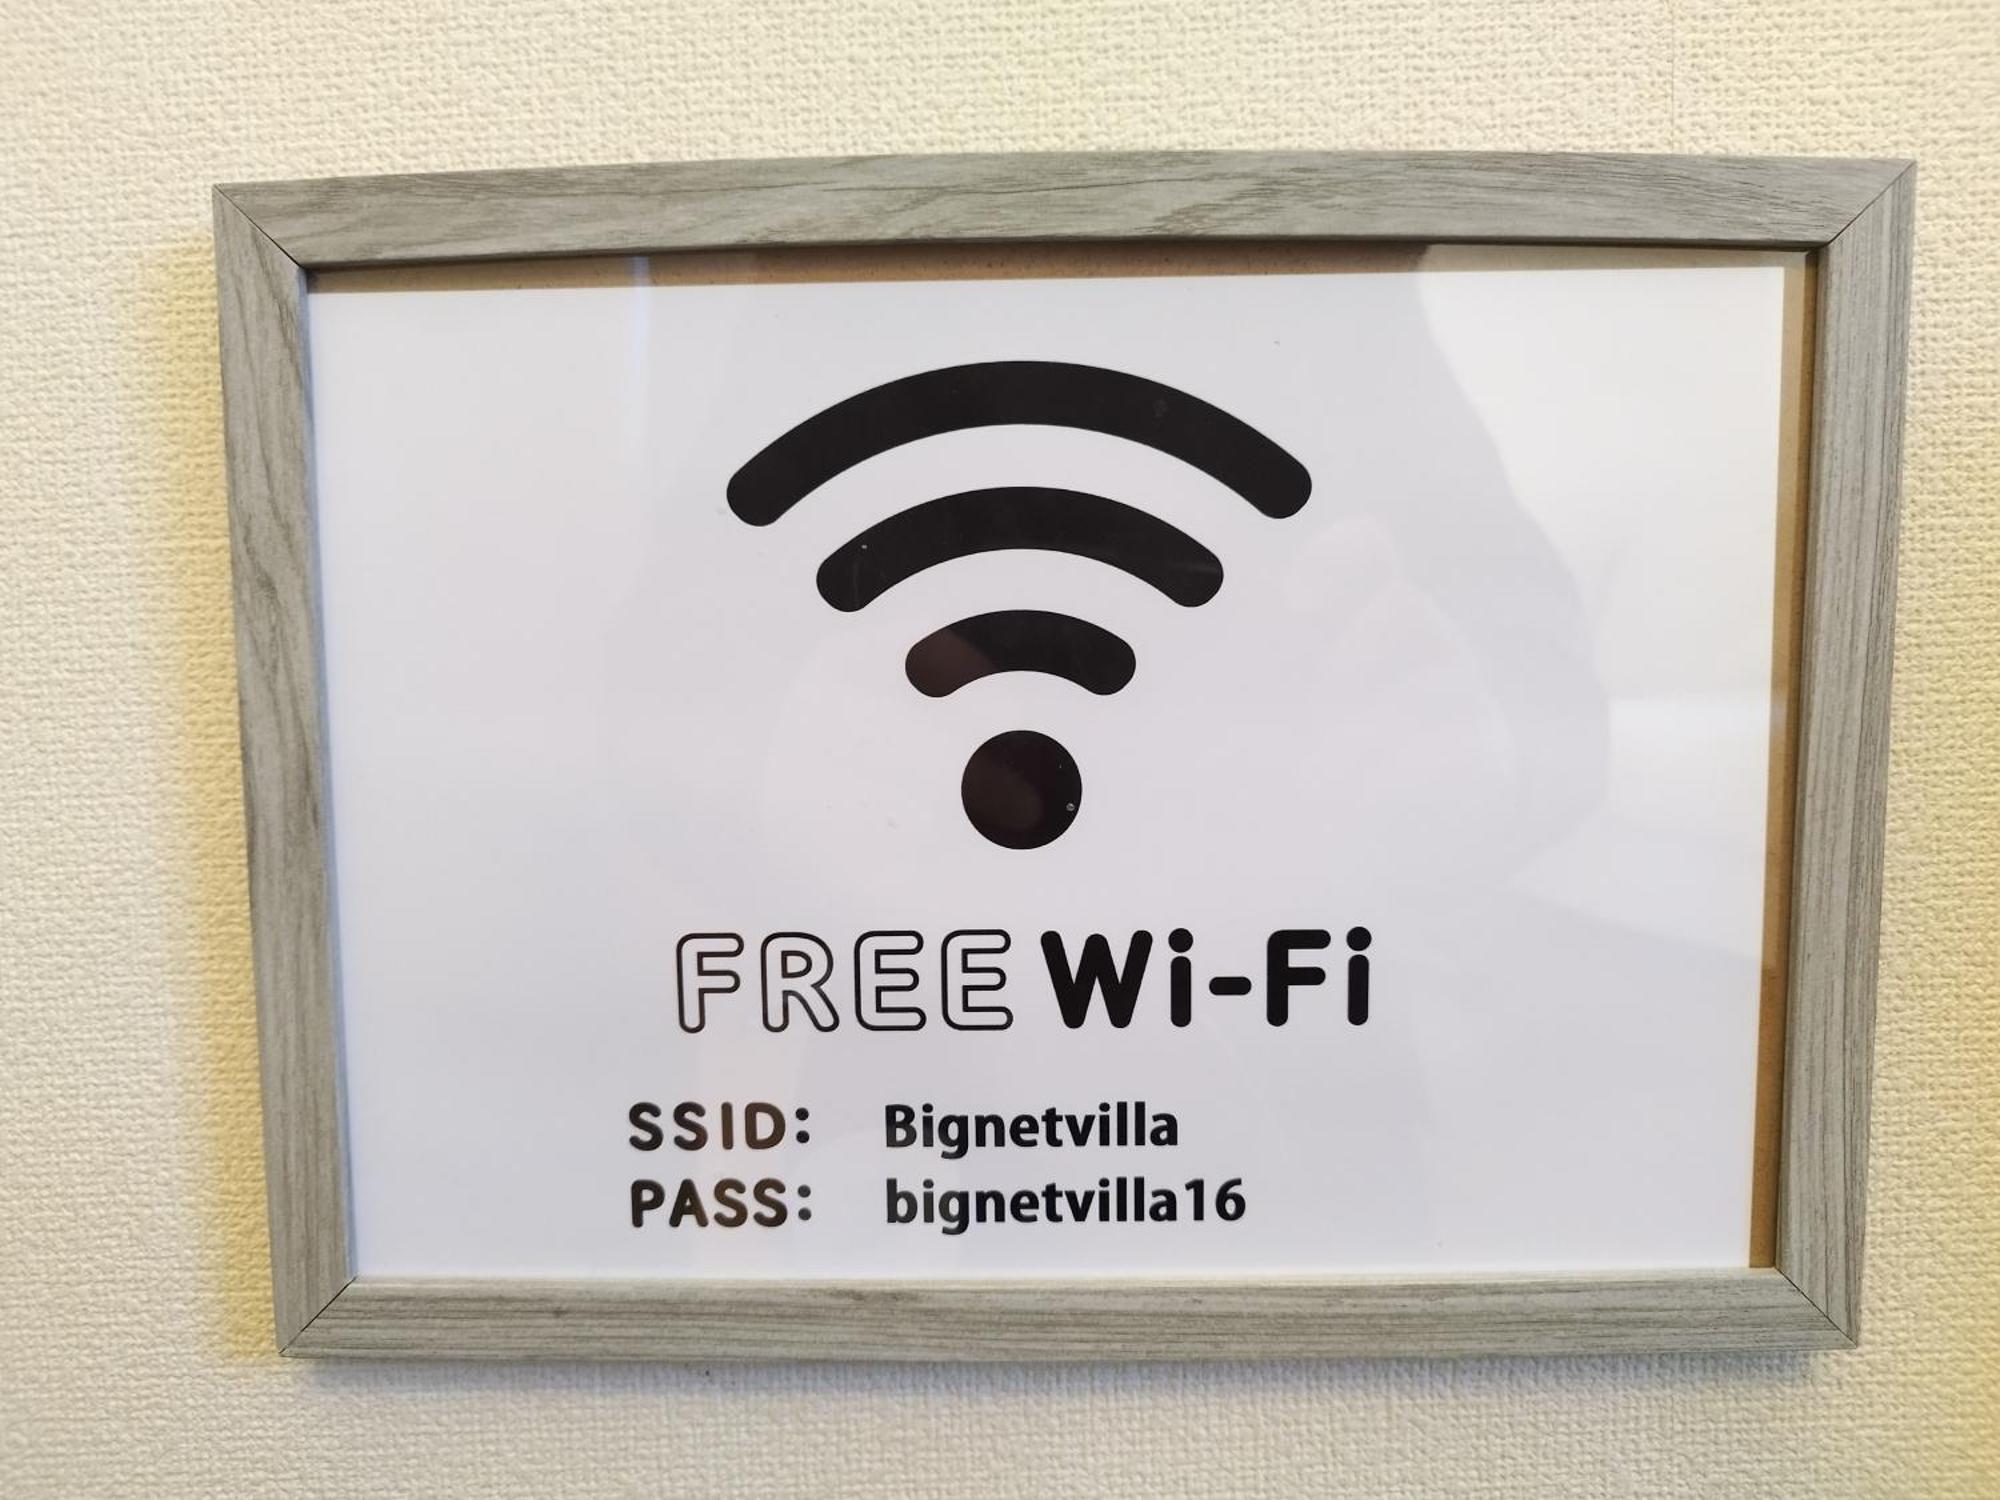 FREE Wi-Fi
SSID: Bignetvilla
PASS: bignetvilla16